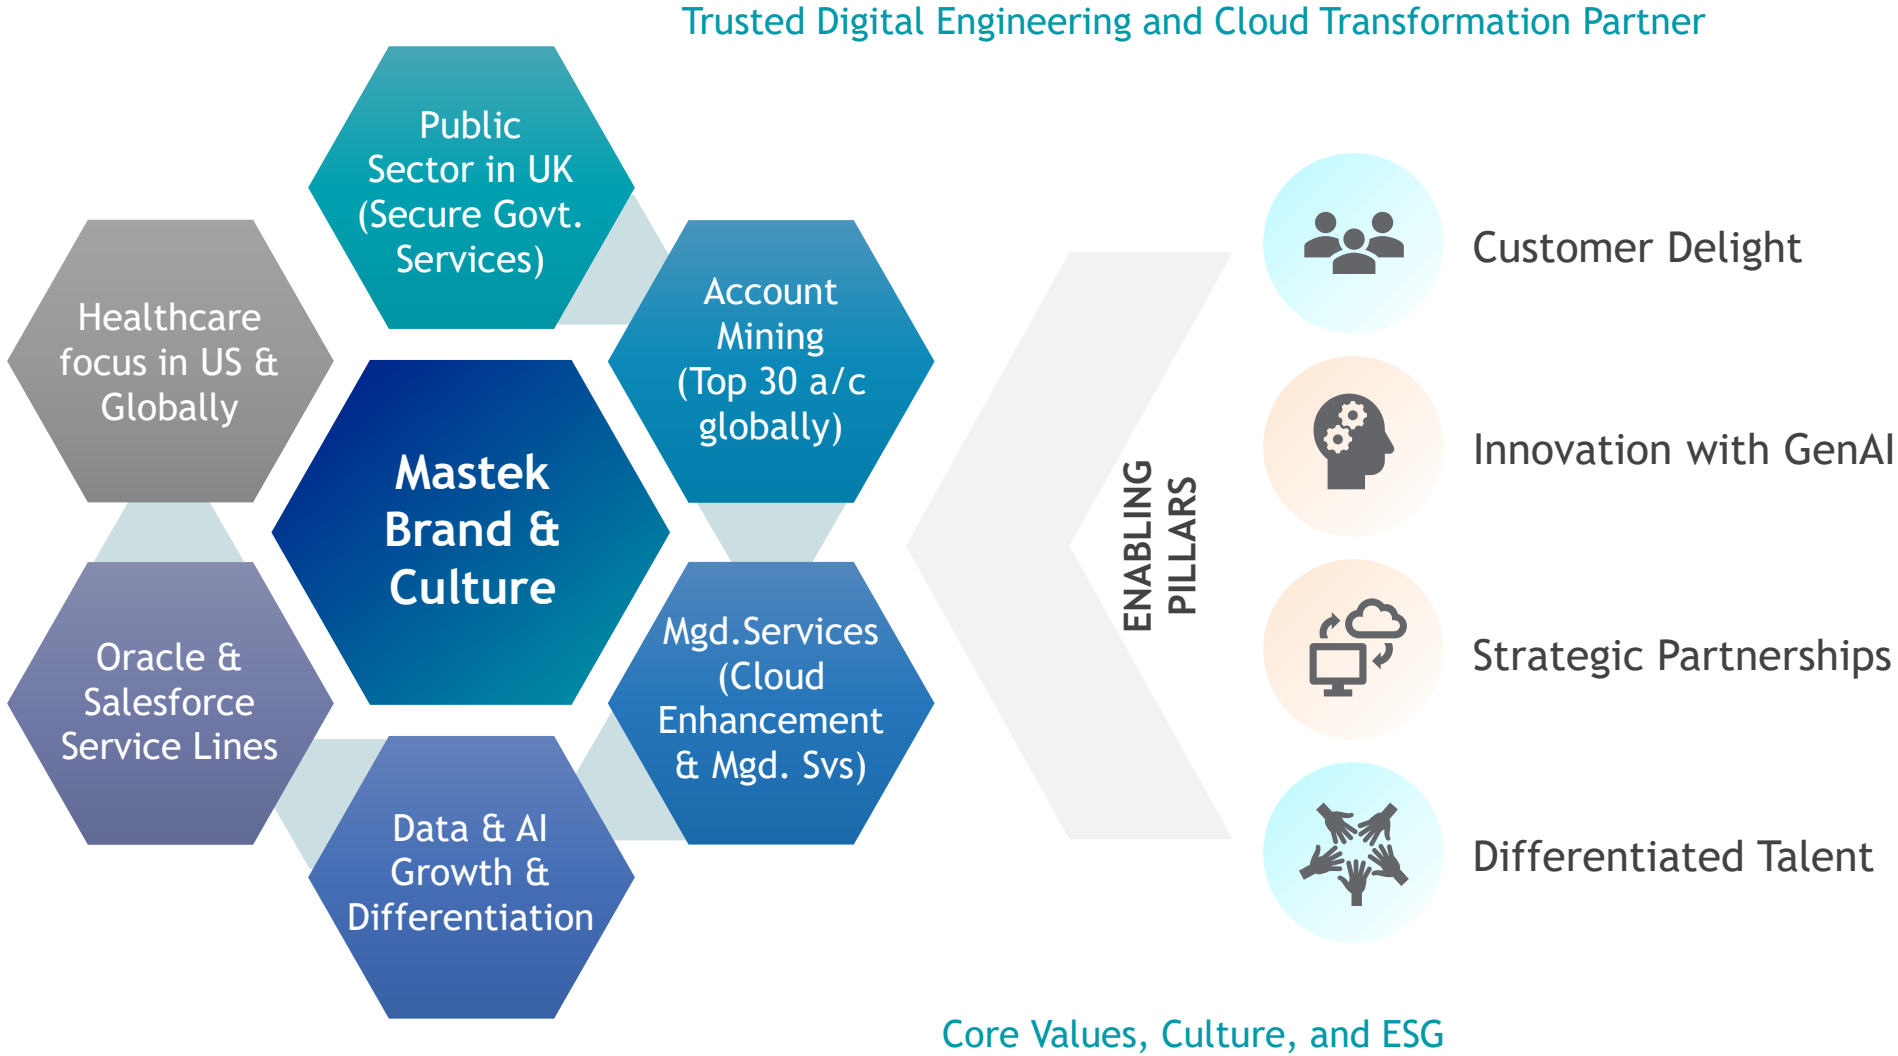 Trusted Digital Engineering and Cloud Transformation Partner
Public
Sector in UK
(Secure Govt.
Services)
Account
Mining
(Top 30 a/c
globally)
Mgd.Services
(Cloud
Enhancement
& Mgd. Svs)
Data & AI
Growth &
Differentiation
Oracle &
Salesforce
Service Lines
Healthcare
focus in US &
Globally
Mastek
Brand &
Culture
ENABLING
PILLARS
Customer Delight
Innovation with GenAI
Strategic Partnerships
Differentiated Talent
Core Values, Culture, and ESG